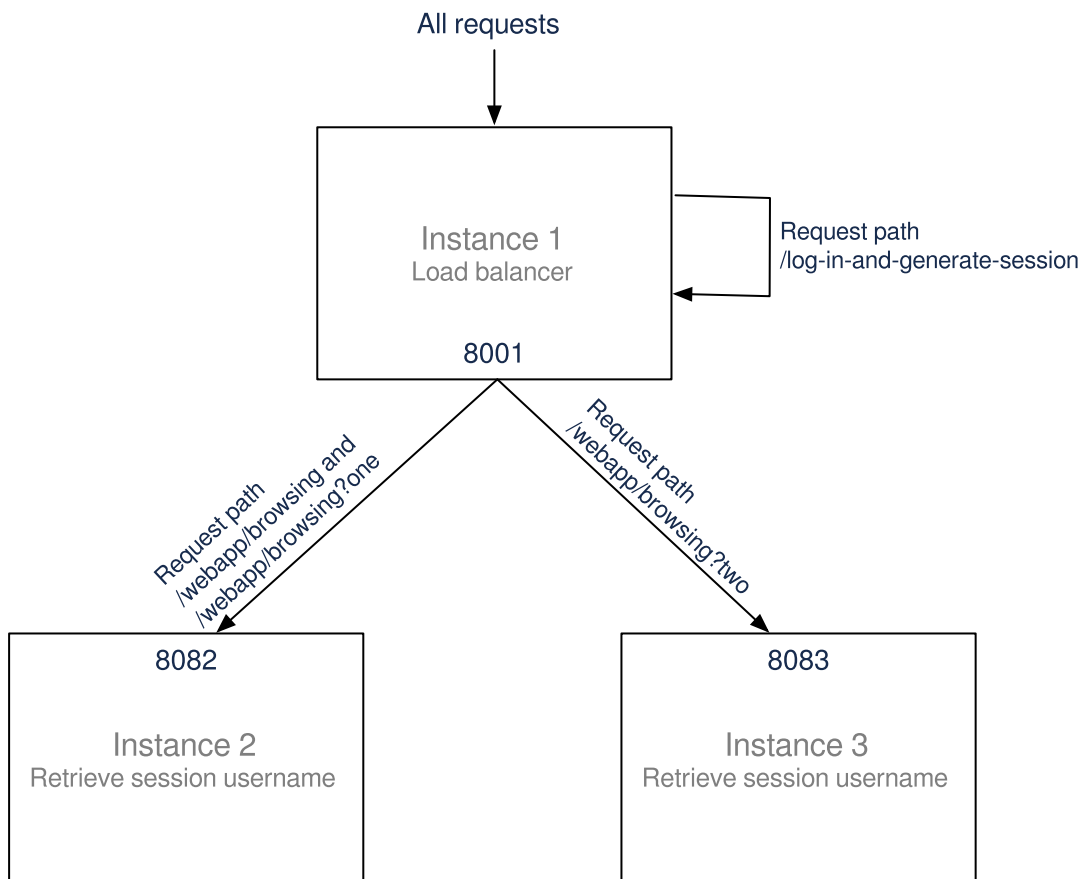 All requests
Instance 1
Load balancer
8001
Request path
/log-in-and-generate-session
Request path
/webapp/browsing and
/webapp/browsing?one
Request path
/webapp/browsing?two
8082
Instance 2
Retrieve session username
8083
Instance 3
Retrieve session username